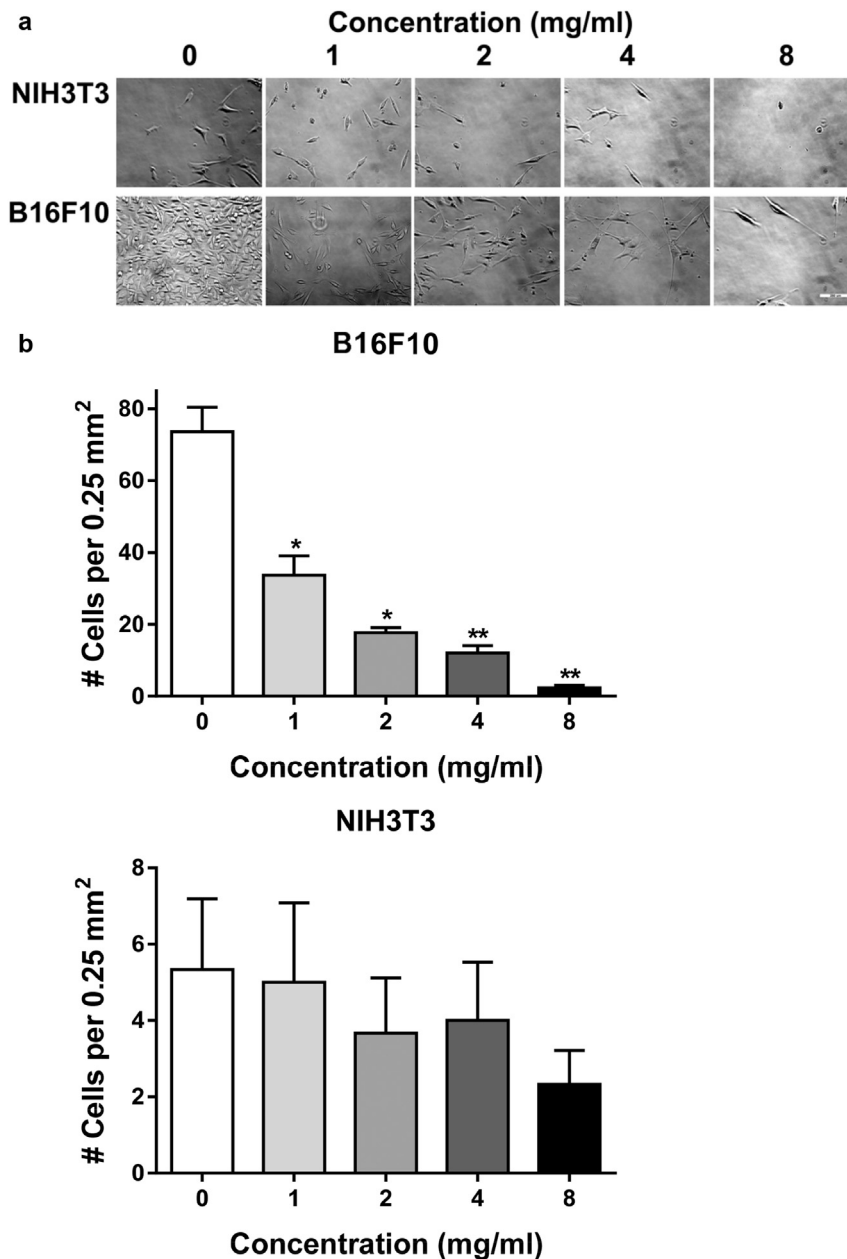 a
Concentration (mg/ml)
0 1 2 4 8
NIH3T3
B16F10
b
B16F10
# Cells per 0.25 mm²
80
60
40
20
0
*
*
**
**
0 1 2 4 8
Concentration (mg/ml)
NIH3T3
# Cells per 0.25 mm²
8
6
4
2
0
0 1 2 4 8
Concentration (mg/ml)